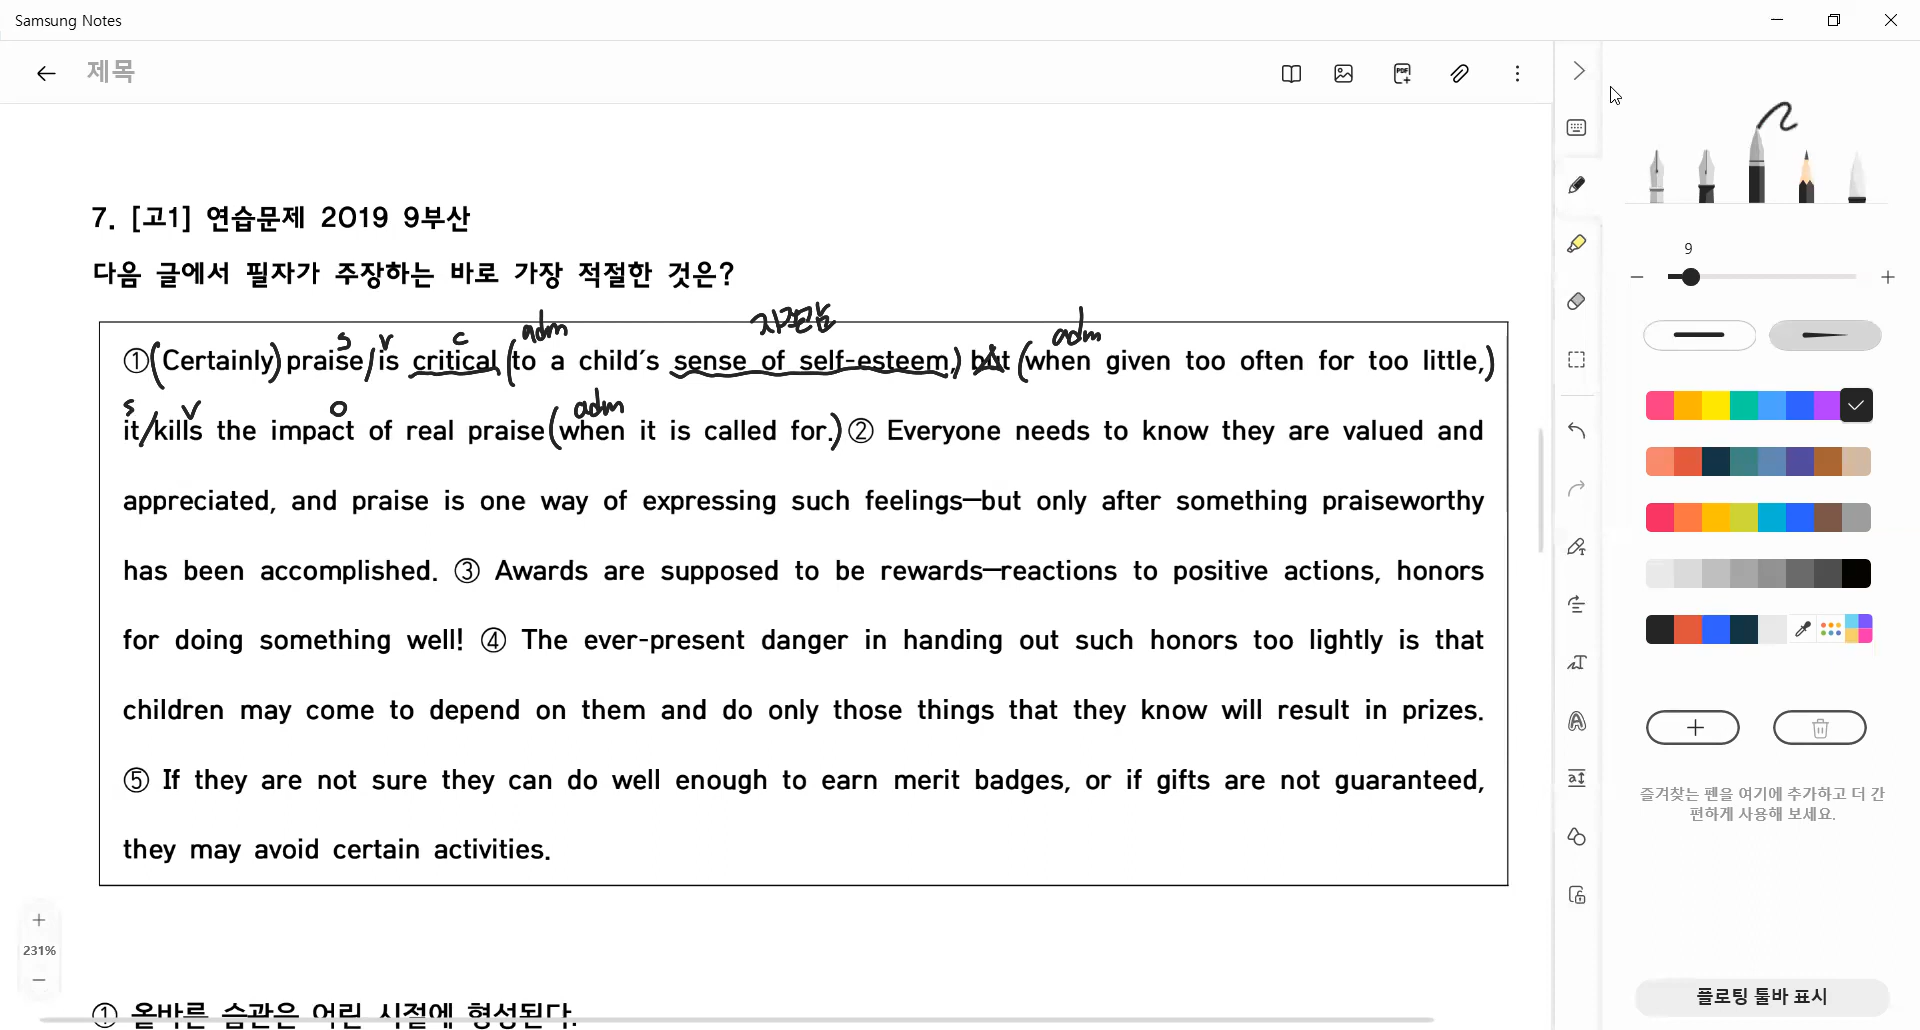 Samsung Notes
제목
9
7. [고1] 연습문제 2019 9부산
다음 글에서 필자가 주장하는 바로 가장 적절한 것은?
s v c adm 자존감 adm
①(Certainly) praise/is critical (to a child's sense of self-esteem,) but (when given too often for too little,)
s v o adm
it/kills the impact of real praise(when it is called for.) ② Everyone needs to know they are valued and
appreciated, and praise is one way of expressing such feelings—but only after something praiseworthy
has been accomplished. ③ Awards are supposed to be rewards—reactions to positive actions, honors
for doing something well! ④ The ever-present danger in handing out such honors too lightly is that
children may come to depend on them and do only those things that they know will result in prizes.
⑤ If they are not sure they can do well enough to earn merit badges, or if gifts are not guaranteed,
they may avoid certain activities.
즐겨찾는 펜을 여기에 추가하고 더 간
편하게 사용해 보세요.
231%
플로팅 툴바 표시
① 올바른 습관은 어린 시절에 형성된다.